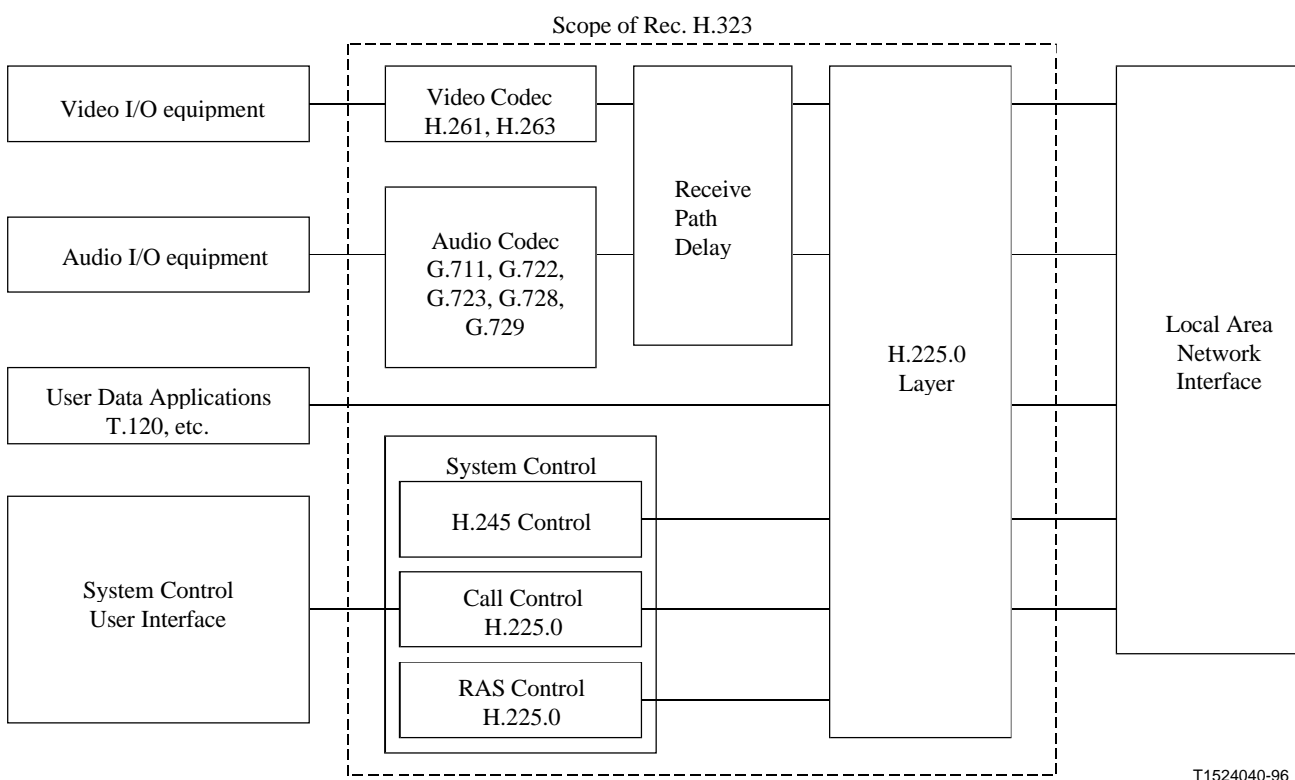 Scope of Rec. H.323
Video I/O equipment
Video Codec
H.261, H.263
Receive
Path
Delay
Audio I/O equipment
Audio Codec
G.711, G.722,
G.723, G.728,
G.729
H.225.0
Layer
Local Area
Network
Interface
User Data Applications
T.120, etc.
System Control
H.245 Control
System Control
User Interface
Call Control
H.225.0
RAS Control
H.225.0
T1524040-96